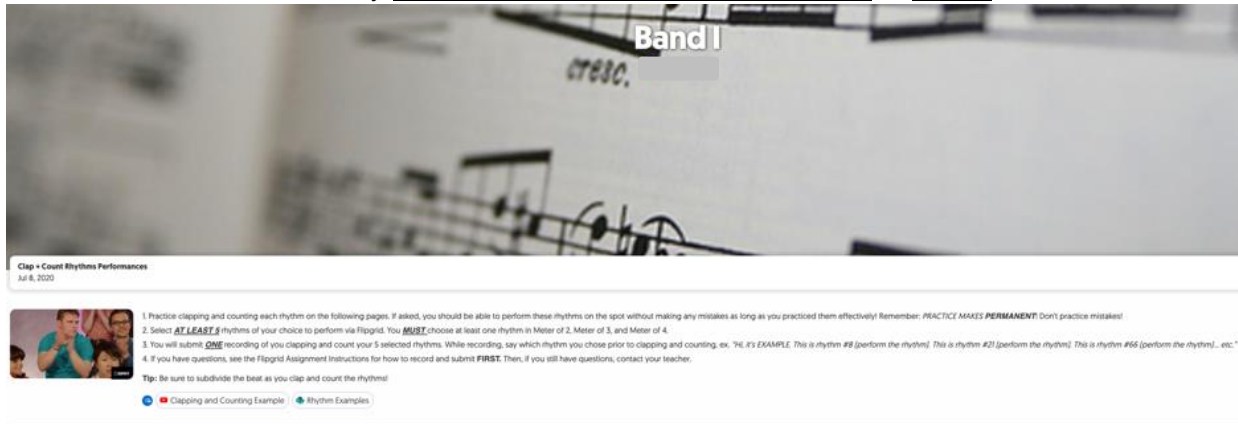 Band I
cresc.
Clap + Count Rhythms Performances
Jul 8, 2020
1. Practice clapping and counting each rhythm on the following pages. If asked, you should be able to perform these rhythms on the spot without making any mistakes as long as you practiced them effectively! Remember: PRACTICE MAKES PERMANENT! Don't practice mistakes!
2. Select AT LEAST 5 rhythms of your choice to perform via Flipgrid. You MUST choose at least one rhythm in Meter of 2, Meter of 3, and Meter of 4.
3. You will submit ONE recording of you clapping and count your 5 selected rhythms. While recording, say which rhythm you chose prior to clapping and counting, ex. "Hi, it's EXAMPLE. This is rhythm #8 [perform the rhythm]. This is rhythm #21 [perform the rhythm]. This is rhythm #66 [perform the rhythm]... etc."
4. If you have questions, see the Flipgrid Assignment Instructions for how to record and submit FIRST. Then, if you still have questions, contact your teacher.
Tip: Be sure to subdivide the beat as you clap and count the rhythms!
Clapping and Counting Example Rhythm Examples